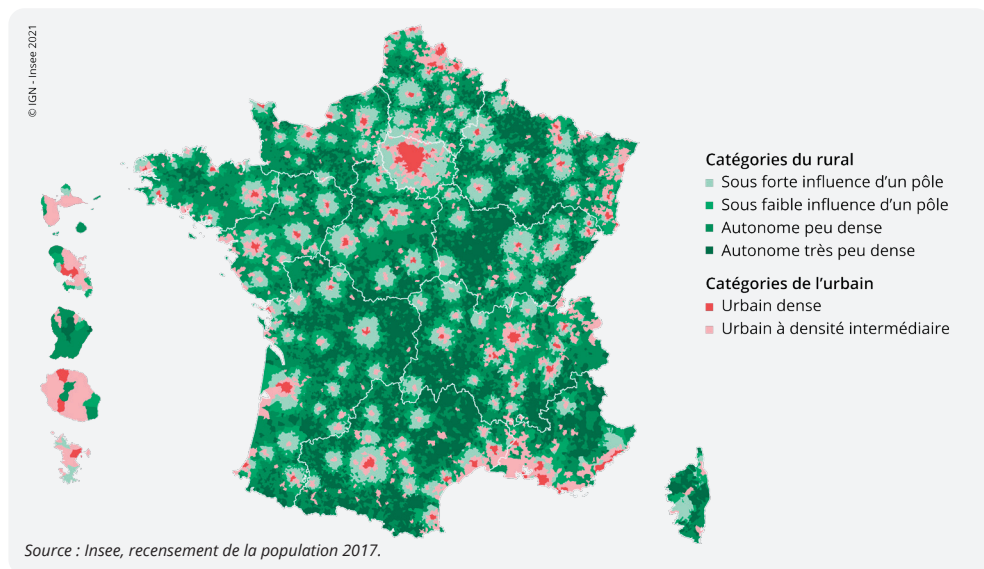 © IGN - Insee 2021
Catégories du rural
Sous forte influence d’un pôle
Sous faible influence d’un pôle
Autonome peu dense
Autonome très peu dense
Catégories de l’urbain
Urbain dense
Urbain à densité intermédiaire
Source : Insee, recensement de la population 2017.